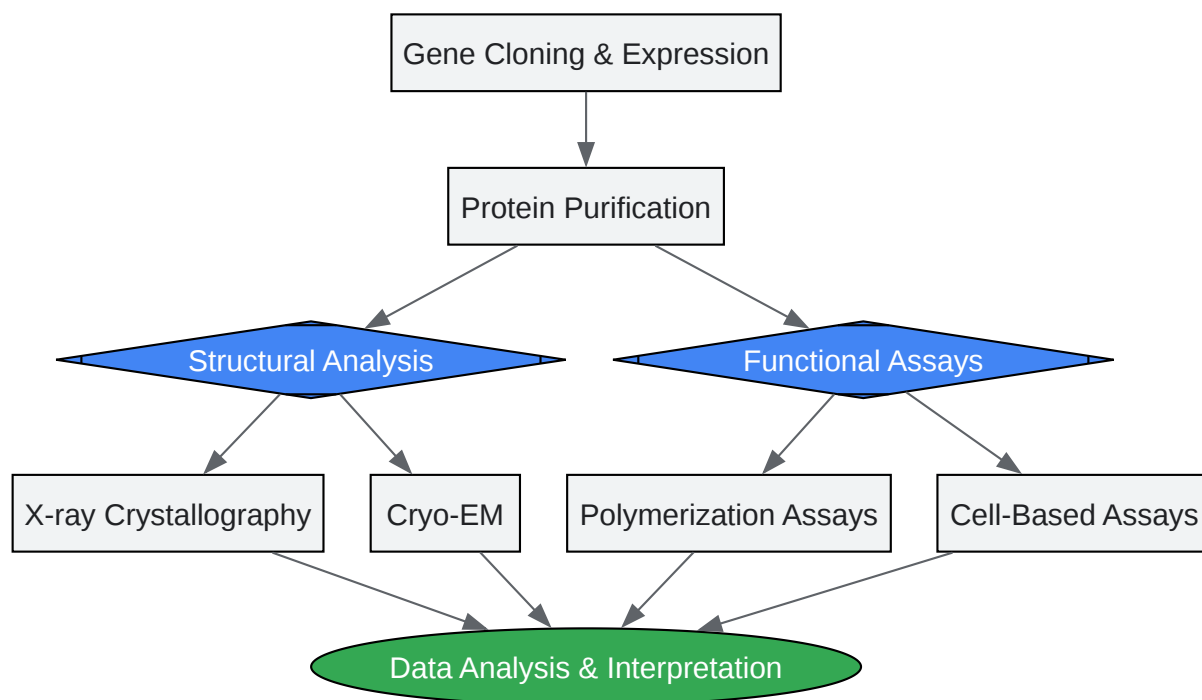 Gene Cloning & Expression
Protein Purification
Structural Analysis
Functional Assays
X-ray Crystallography
Cryo-EM
Polymerization Assays
Cell-Based Assays
Data Analysis & Interpretation